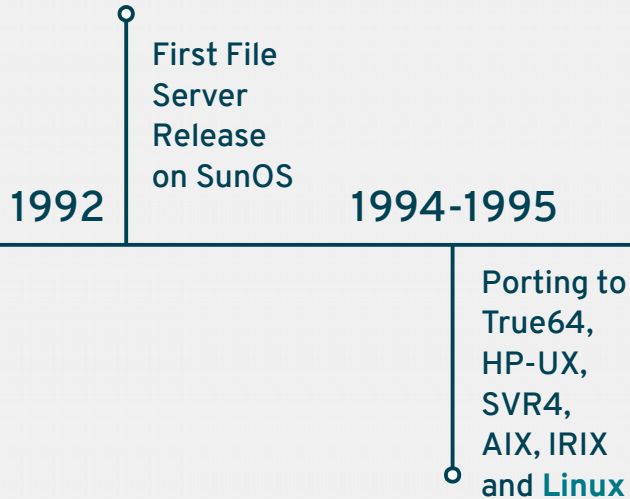 First File
Server
Release
on SunOS
1992
1994-1995
Porting to
True64,
HP-UX,
SVR4,
AIX, IRIX
and Linux